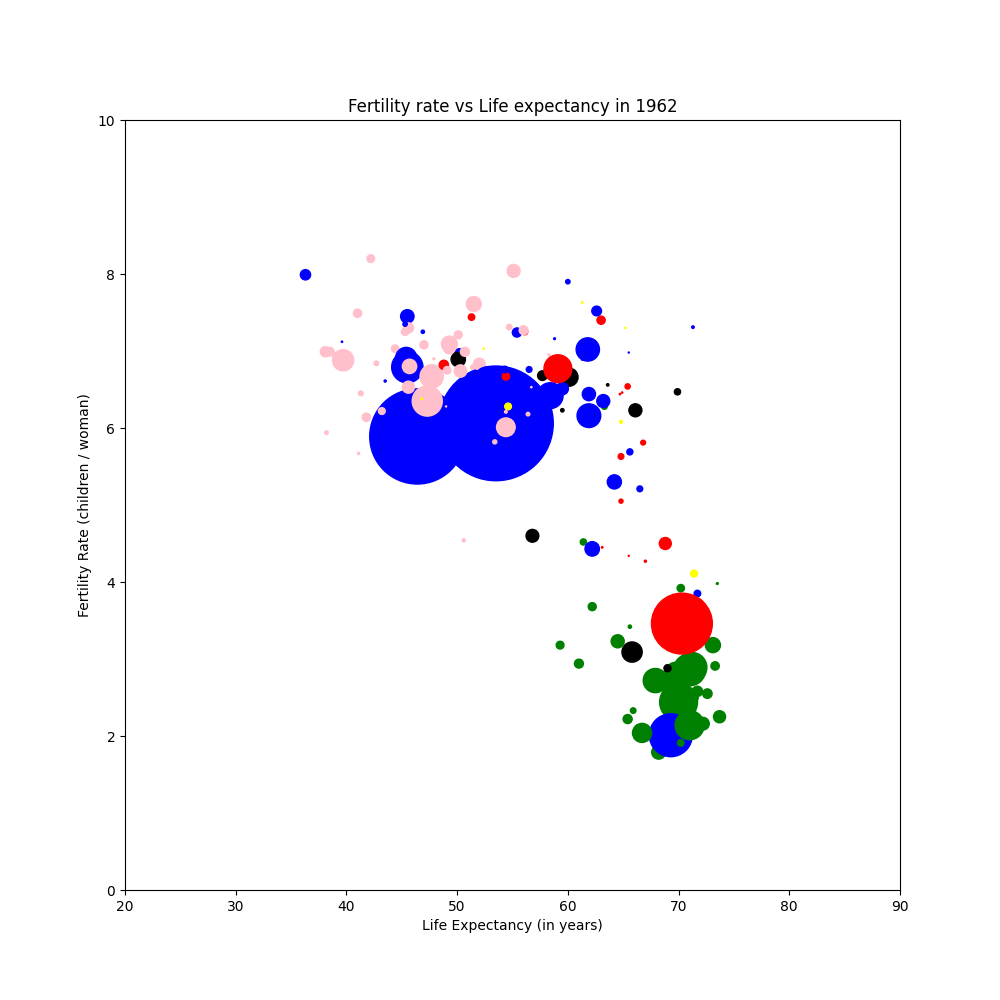 Fertility rate vs Life expectancy in 1962
10
8
6
4
2
0
Fertility Rate (children / woman)
20 30 40 50 60 70 80 90
Life Expectancy (in years)